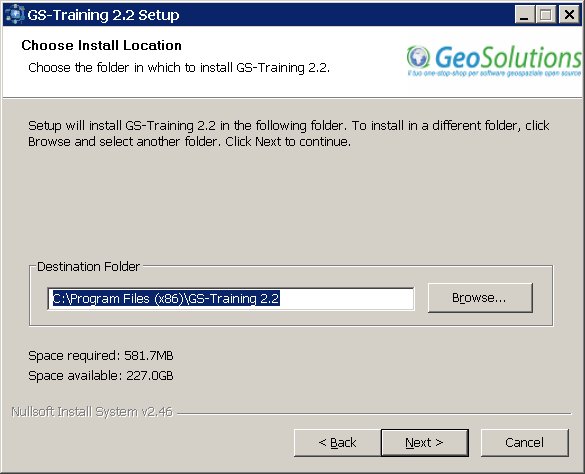 GS-Training 2.2 Setup
Choose Install Location
Choose the folder in which to install GS-Training 2.2.
GeoSolutions
il tuo one-stop-shop per software geospaziale open source
Setup will install GS-Training 2.2 in the following folder. To install in a different folder, click
Browse and select another folder. Click Next to continue.
Destination Folder
C:\Program Files (x86)\GS-Training 2.2
Browse...
Space required: 581.7MB
Space available: 227.0GB
Nullsoft Install System v2.46
< Back
Next >
Cancel